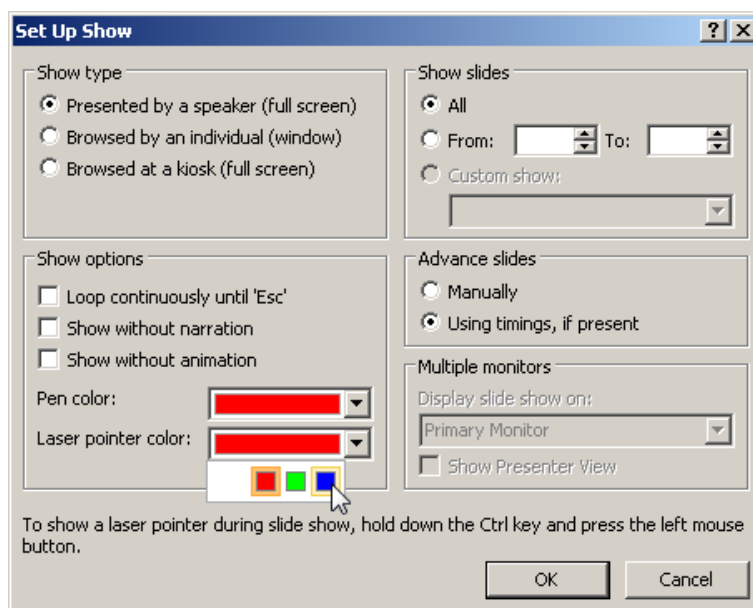 Set Up Show
Show type
Presented by a speaker (full screen)
Browsed by an individual (window)
Browsed at a kiosk (full screen)
Show slides
All
From: To:
Custom show:
Show options
Loop continuously until 'Esc'
Show without narration
Show without animation
Pen color:
Laser pointer color:
Advance slides
Manually
Using timings, if present
Multiple monitors
Display slide show on:
Primary Monitor
Show Presenter View
To show a laser pointer during slide show, hold down the Ctrl key and press the left mouse
button.
OK Cancel